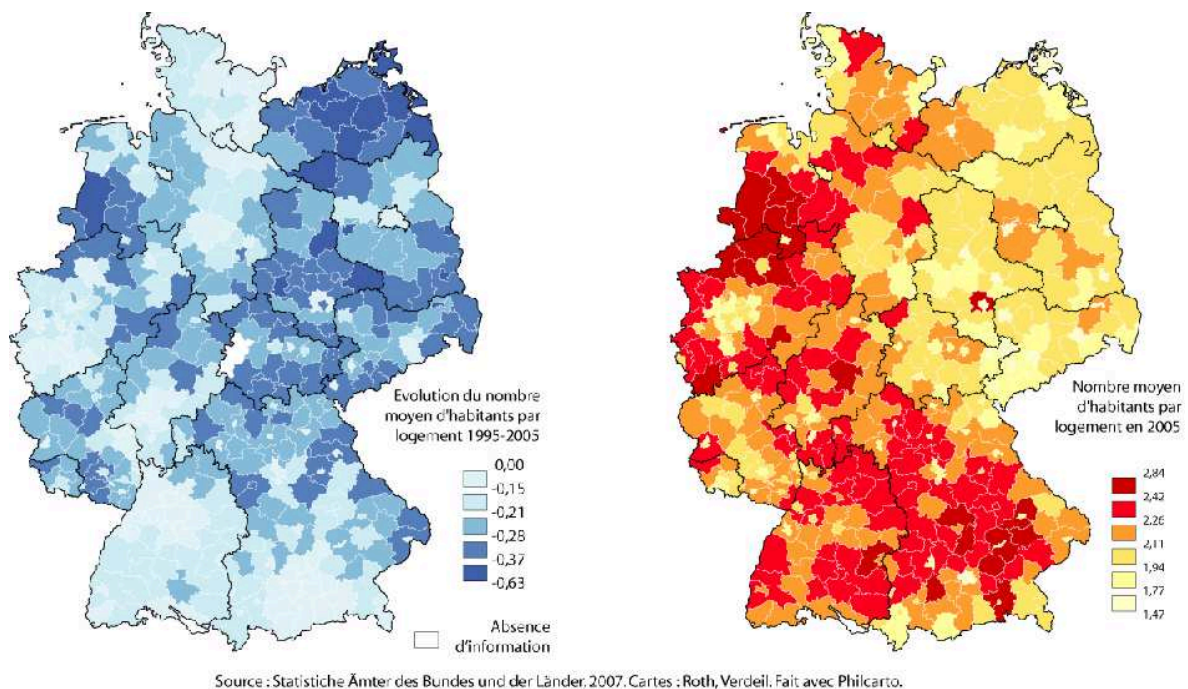 Evolution du nombre
moyen d'habitants par
logement 1995-2005
0,00
-0,15
-0,21
-0,28
-0,37
-0,63
Absence
d'information
Nombre moyen
d'habitants par
logement en 2005
2,84
2,42
2,26
2,11
1,94
1,77
1,47
Source : Statistiche Ämter des Bundes und der Länder. 2007. Cartes : Roth, Verdeil. Fait avec Philcarto.